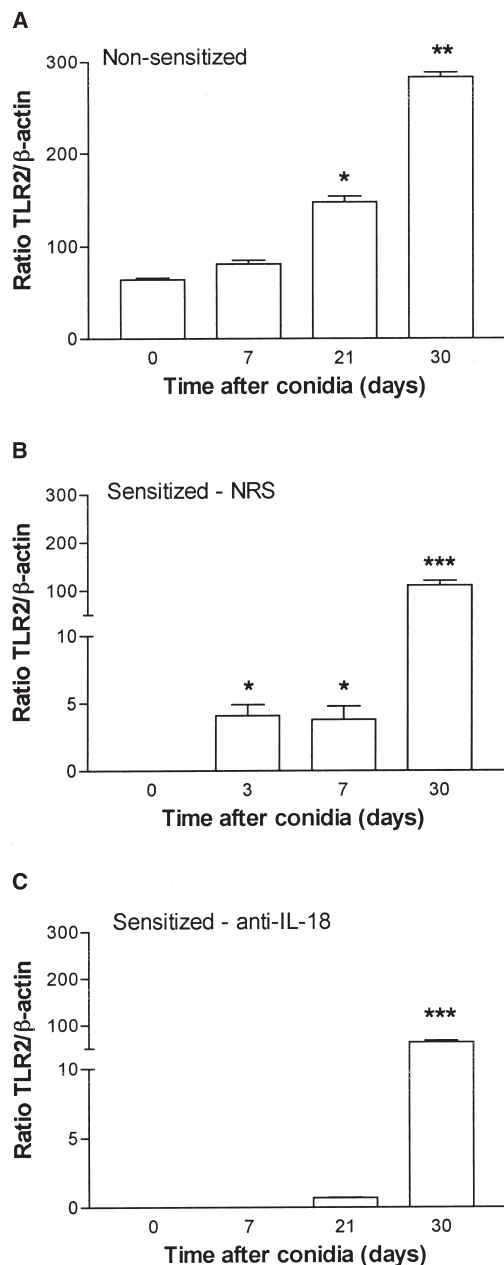 A
Non-sensitized
**
300
200
100
0
*
Ratio TLR2/β-actin
0 7 21 30
Time after conidia (days)
B
Sensitized - NRS
300
200
100
10
5
0
***
* *
Ratio TLR2/β-actin
0 3 7 30
Time after conidia (days)
C
Sensitized - anti-IL-18
300
200
100
10
5
0
***
Ratio TLR2/β-actin
0 7 21 30
Time after conidia (days)